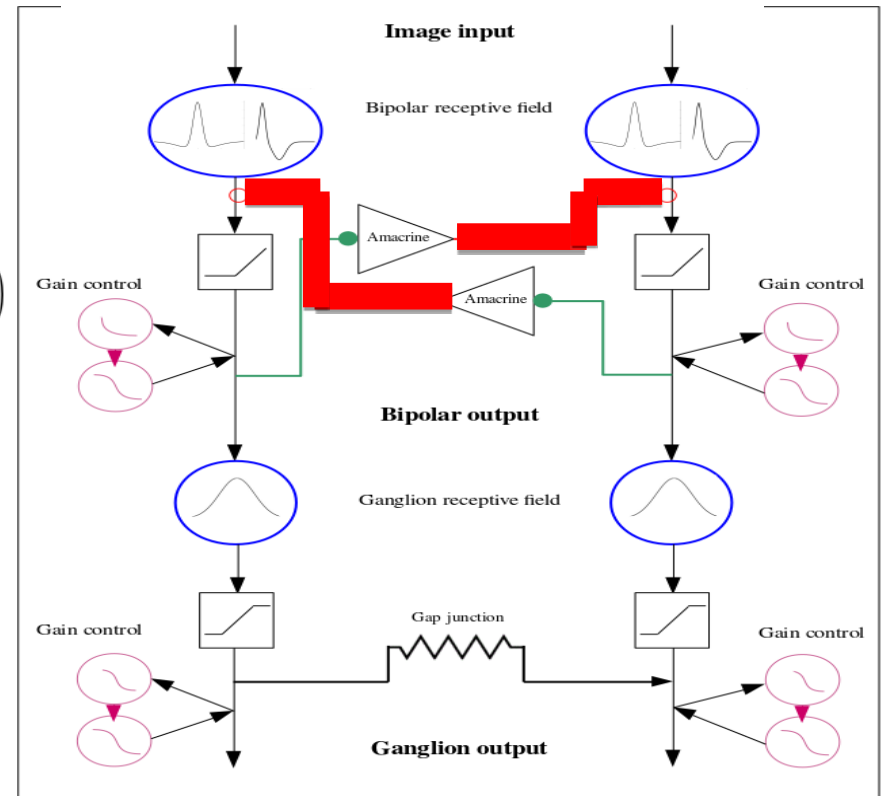 Image input
Bipolar receptive field
Amacrine
Gain control
Gain control
Amacrine
Bipolar output
Ganglion receptive field
Gap junction
Gain control
Gain control
Ganglion output